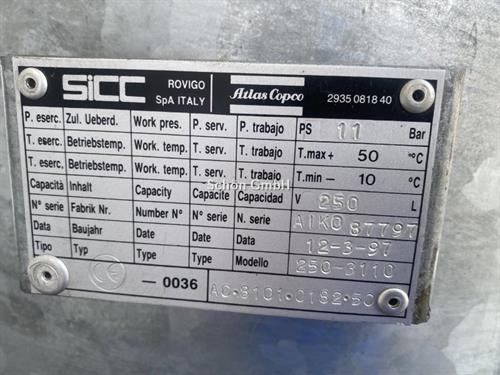 SICC ROVIGO SpA ITALY Atlas Copco 2935 0818 40
P. eserc. Zul. Ueberd. Work pres. P. serv. P. trabajo PS 11 Bar
T. eserc. Betriebstemp. Work. temp. T. serv. T. trabajo T.max + 50 °C
T. eserc. Betriebstemp. Work. temp. T. serv. T. trabajo T.min − 10 °C
Capacità Inhalt Capacity Capacité Capacidad V 250 L
N° serie Fabrik Nr. Number N° N° serie N. serie AIKO 87797
Data Baujahr Date Date Data 12-3-97
Tipo Typ Type Type Modello 250-3110
CE — 0036 AC·8101·0182·50
Schön GmbH